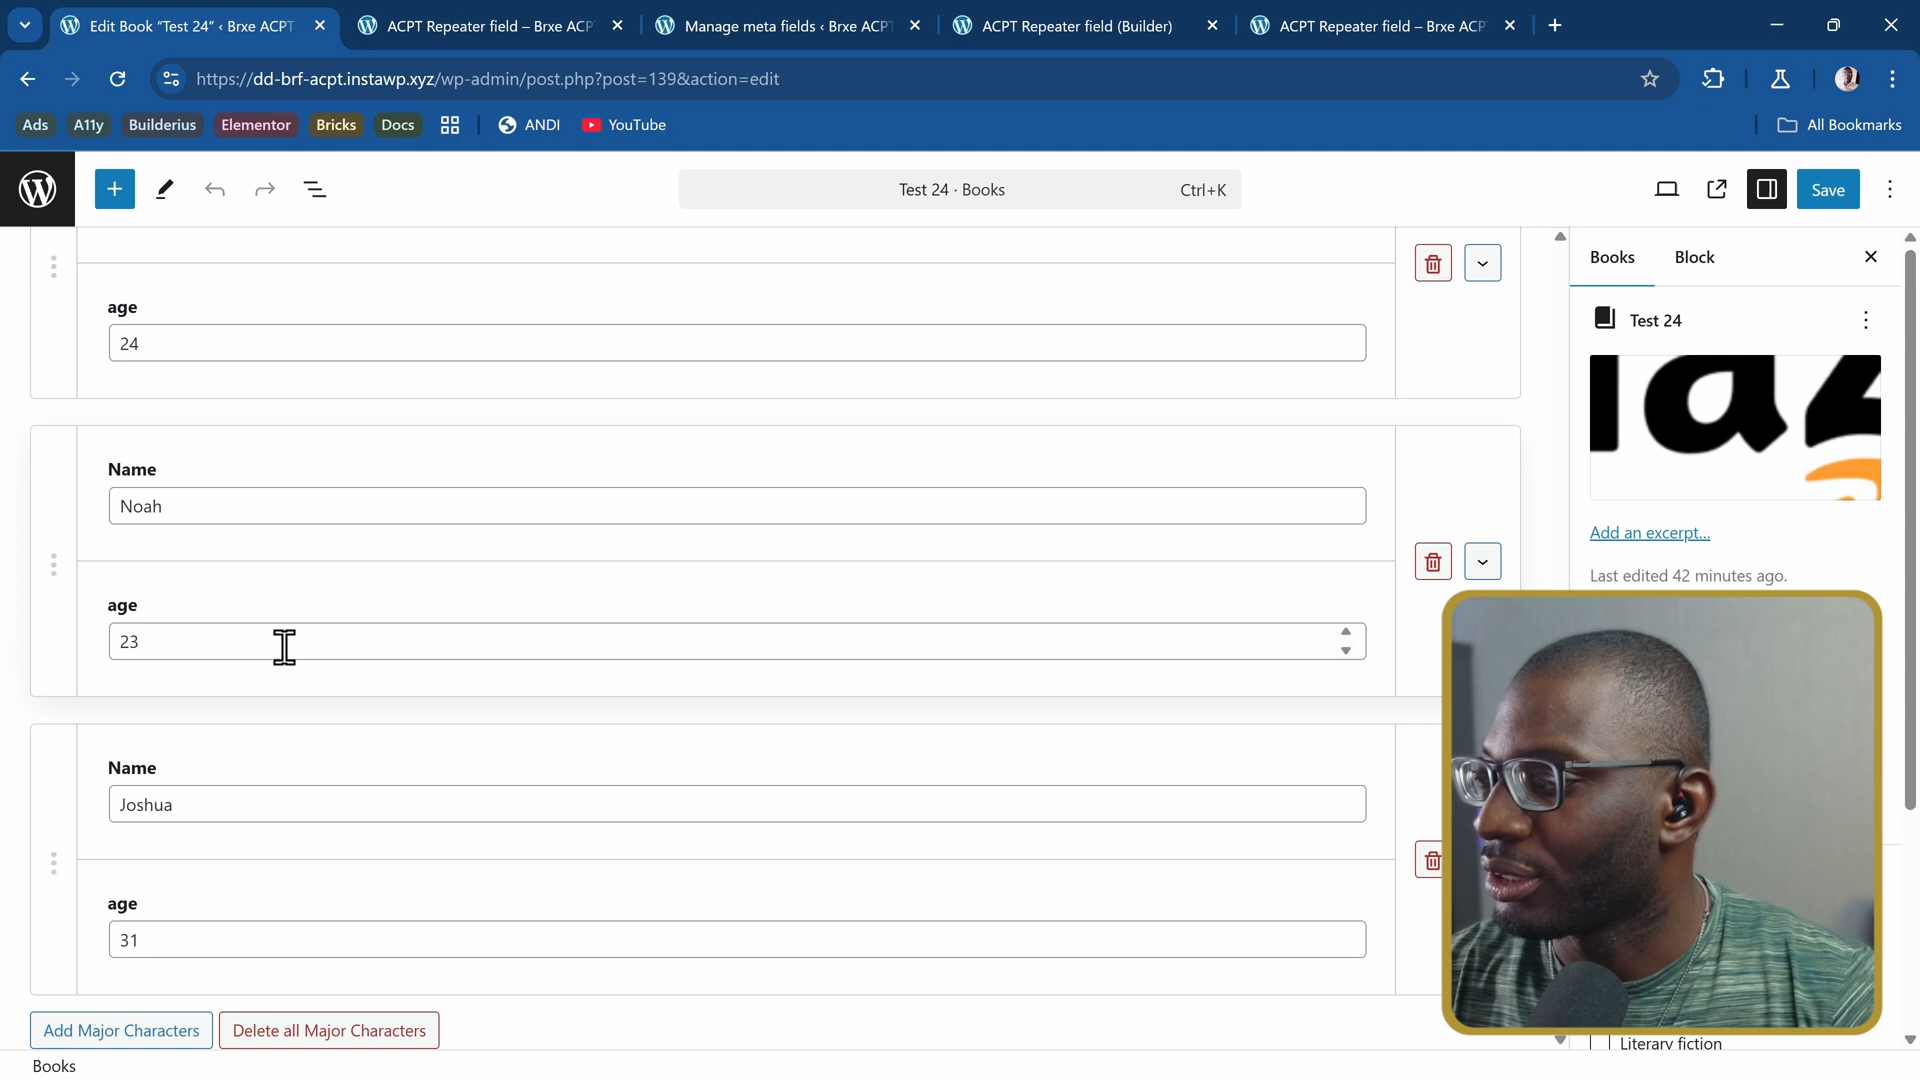 Edit Book “Test 24” ‹ Brxe ACPT
ACPT Repeater field – Brxe ACP
Manage meta fields ‹ Brxe ACPT
ACPT Repeater field (Builder)
ACPT Repeater field – Brxe ACP
https://dd-brf-acpt.instawp.xyz/wp-admin/post.php?post=139&action=edit
Ads
A11y
Builderius
Elementor
Bricks
Docs
ANDI
YouTube
All Bookmarks
Test 24 · Books
Ctrl+K
Save
age
24
Name
Noah
age
23
Name
Joshua
age
31
Add Major Characters
Delete all Major Characters
Books
Books
Block
Test 24
Add an excerpt...
Last edited 42 minutes ago.
Literary fiction